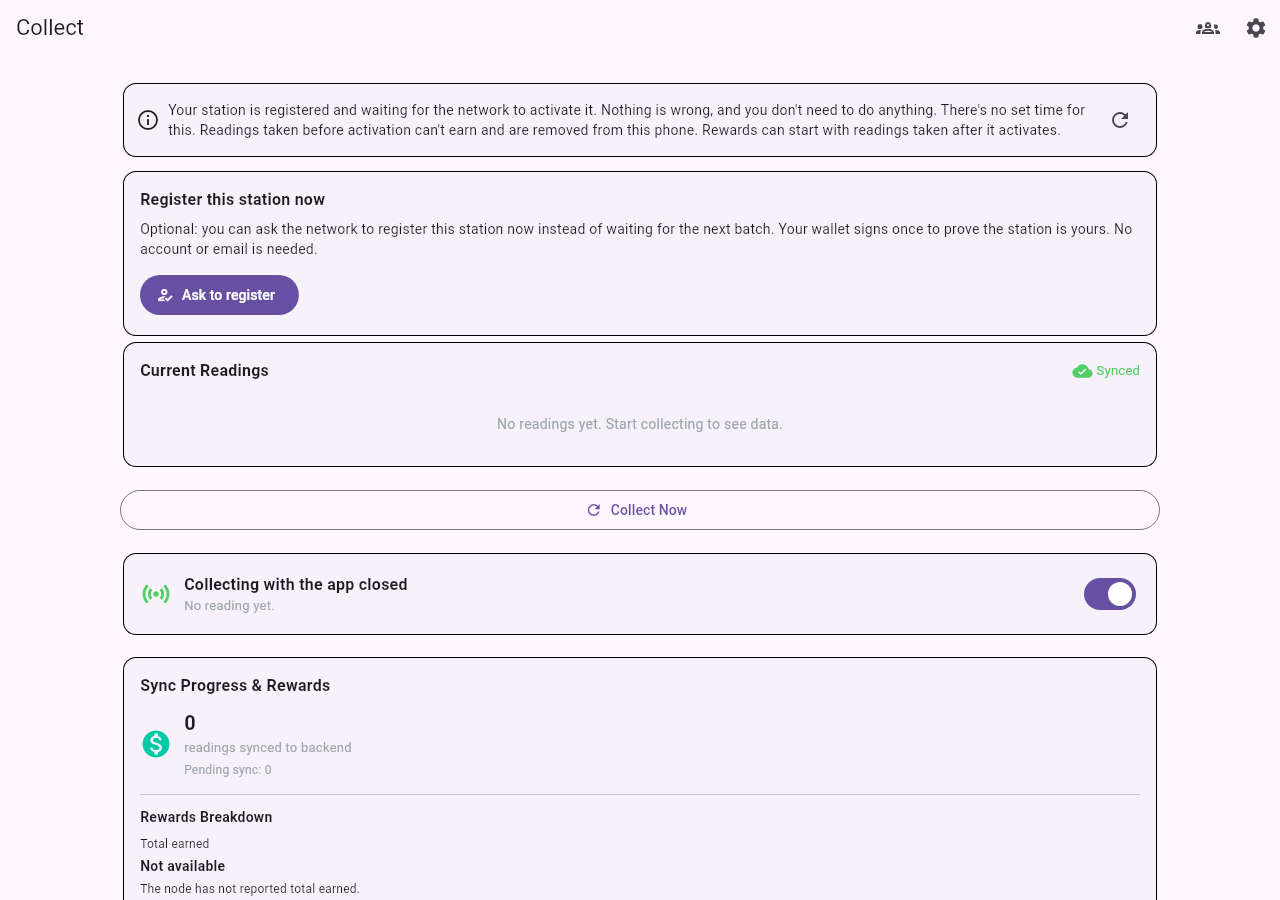 Collect
Your station is registered and waiting for the network to activate it. Nothing is wrong, and you don't need to do anything. There's no set time for
this. Readings taken before activation can't earn and are removed from this phone. Rewards can start with readings taken after it activates.
Register this station now
Optional: you can ask the network to register this station now instead of waiting for the next batch. Your wallet signs once to prove the station is yours. No
account or email is needed.
Ask to register
Current Readings
Synced
No readings yet. Start collecting to see data.
Collect Now
Collecting with the app closed
No reading yet.
Sync Progress & Rewards
0
readings synced to backend
Pending sync: 0
Rewards Breakdown
Total earned
Not available
The node has not reported total earned.